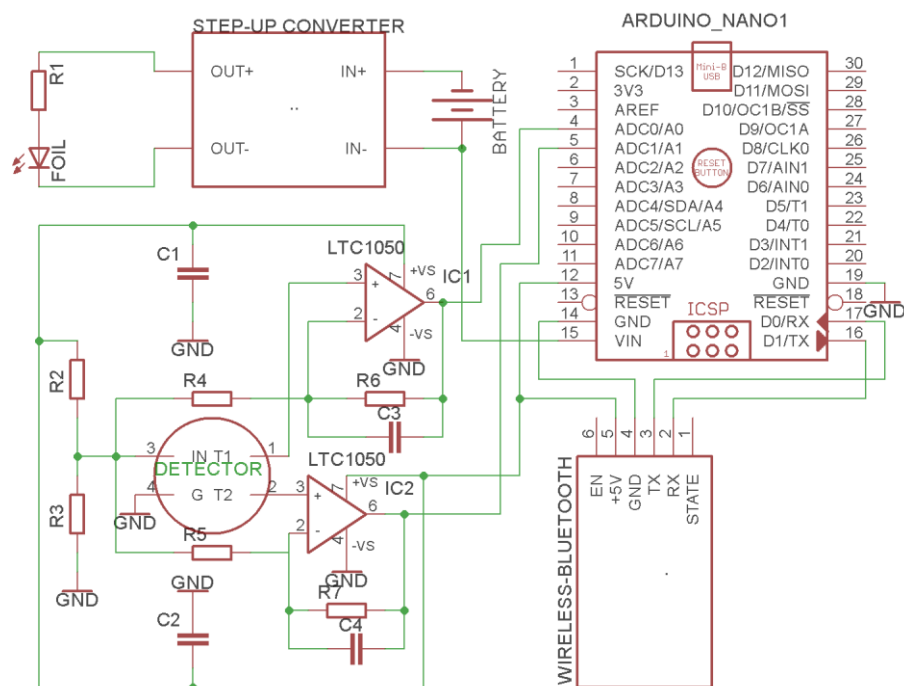 STEP-UP CONVERTER
OUT+
IN+
OUT-
IN-
..
R1
FOIL
BATTERY
ARDUINO_NANO1
Mini-B
USB
RESET
BUTTON
1 SCK/D13 D12/MISO 30
2 3V3 D11/MOSI 29
3 AREF D10/OC1B/SS 28
4 ADC0/A0 D9/OC1A 27
5 ADC1/A1 D8/CLK0 26
6 ADC2/A2 D7/AIN1 25
7 ADC3/A3 D6/AIN0 24
8 ADC4/SDA/A4 D5/T1 23
9 ADC5/SCL/A5 D4/T0 22
10 ADC6/A6 D3/INT1 21
11 ADC7/A7 D2/INT0 20
12 5V GND 19
13 RESET RESET 18
14 GND D0/RX 17
15 VIN D1/TX 16
ICSP
1
GND
C1
GND
LTC1050
IC1
+VS
7
3 +
6
2 -
4
-VS
GND
R2
R4
R6
C3
3 IN T1 1
DETECTOR
4 G T2 2
GND
R3
GND
R5
LTC1050
IC2
+VS
7
3 +
6
2 -
4
-VS
GND
R7
C4
GND
C2
WIRELESS-BLUETOOTH
6 5 4 3 2 1
EN
+5V
GND
TX
RX
STATE